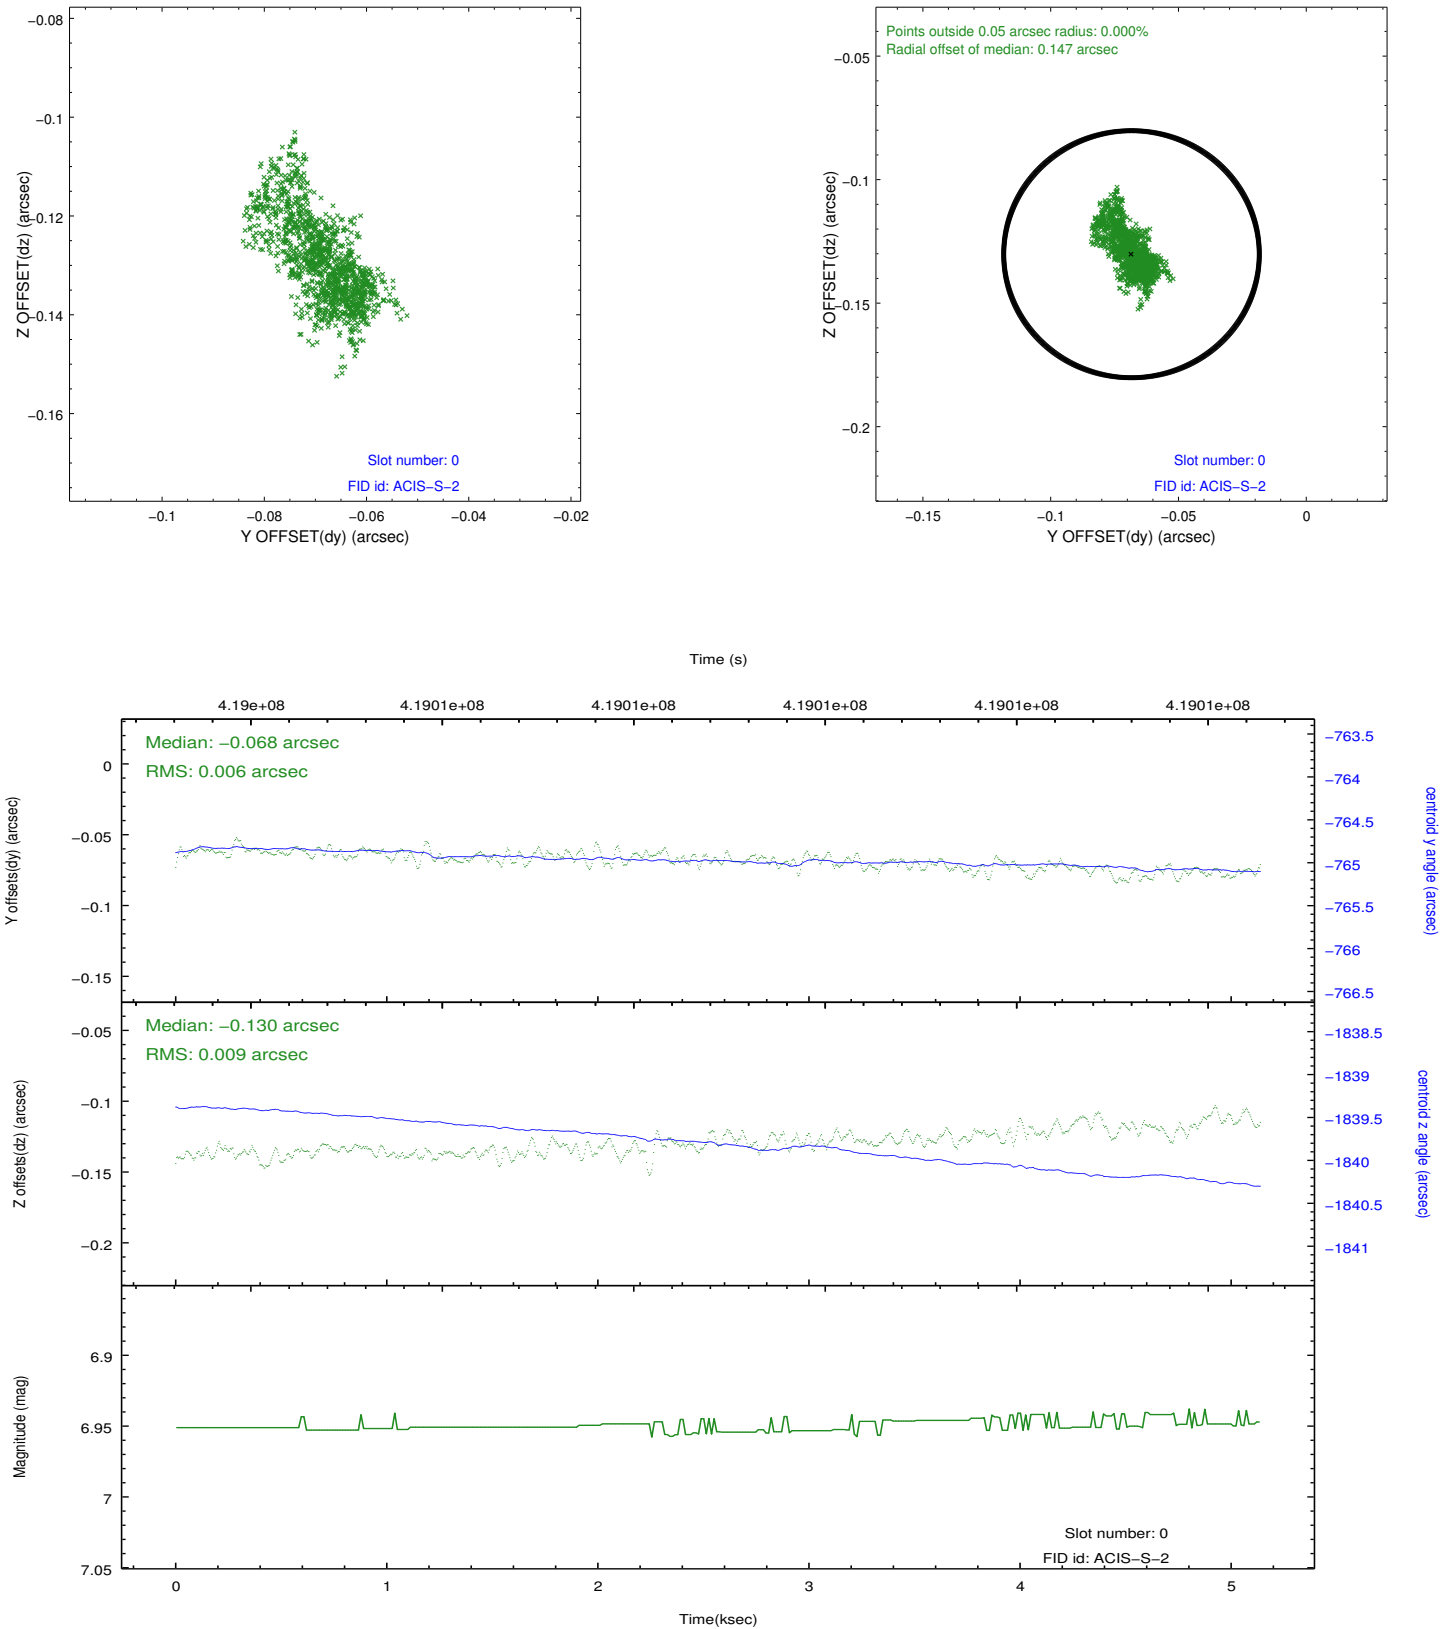 −0.08
−0.1
−0.12
−0.14
−0.16
Z OFFSET(dz) (arcsec)
Slot number: 0
FID id: ACIS−S−2
−0.1
−0.08
−0.06
−0.04
−0.02
Y OFFSET(dy) (arcsec)
Points outside 0.05 arcsec radius: 0.000%
Radial offset of median: 0.147 arcsec
−0.05
−0.1
−0.15
−0.2
Z OFFSET(dz) (arcsec)
Slot number: 0
FID id: ACIS−S−2
−0.15
−0.1
−0.05
0
Y OFFSET(dy) (arcsec)
Time (s)
4.19e+08
4.1901e+08
4.1901e+08
4.1901e+08
4.1901e+08
4.1901e+08
Median: −0.068 arcsec
RMS: 0.006 arcsec
0
−0.05
−0.1
−0.15
Y offsets(dy) (arcsec)
−763.5
−764
−764.5
−765
−765.5
−766
−766.5
centroid y angle (arcsec)
Median: −0.130 arcsec
RMS: 0.009 arcsec
−0.05
−0.1
−0.15
−0.2
Z offsets(dz) (arcsec)
−1838.5
−1839
−1839.5
−1840
−1840.5
−1841
centroid z angle (arcsec)
6.9
6.95
7
7.05
Magnitude (mag)
Slot number: 0
FID id: ACIS−S−2
0
1
2
3
4
5
Time(ksec)